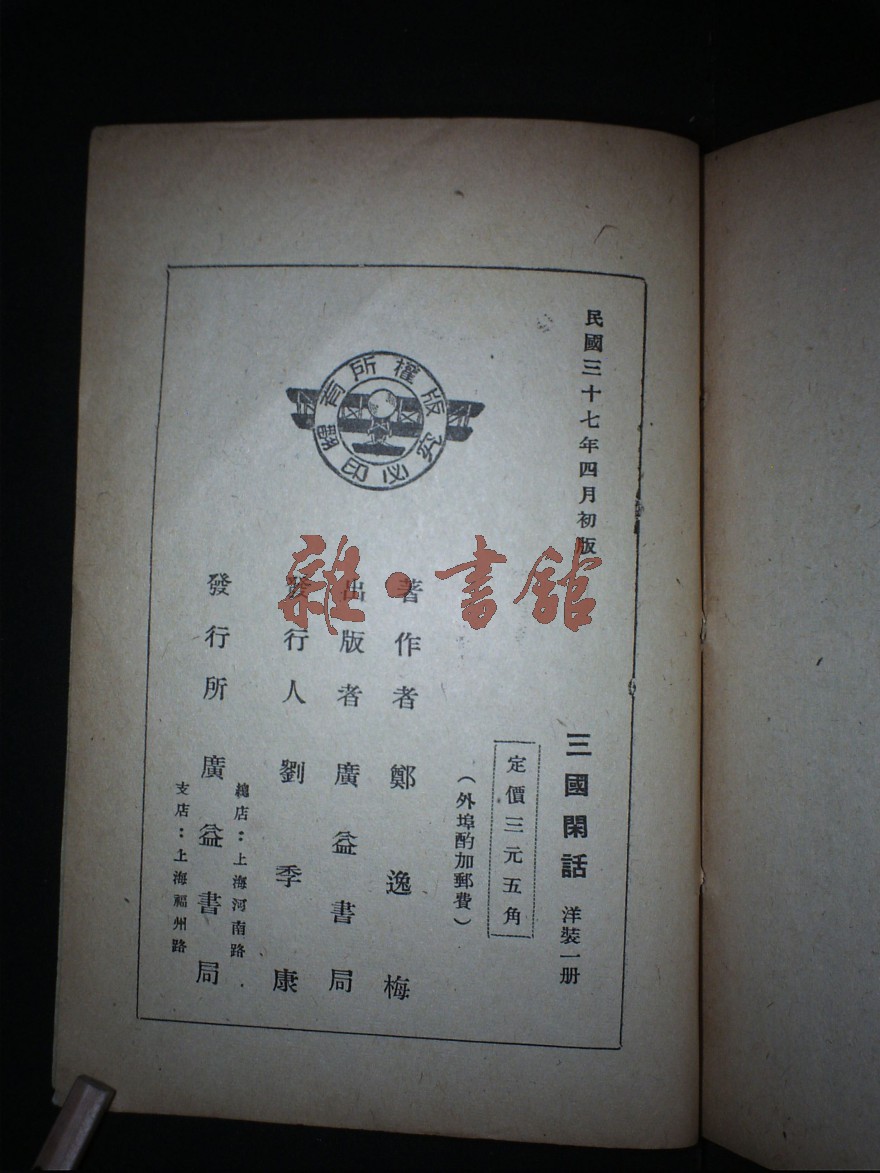 民國三十七年四月初版
三國閑話 洋裝一册
定價三元五角
（外埠酌加郵費）
著作者 鄭逸梅
出版者 廣益書局
發行人 劉季康
發行所 廣益書局
總店：上海河南路
支店：上海福州路
版權所有
翻印必究
雜·書舘